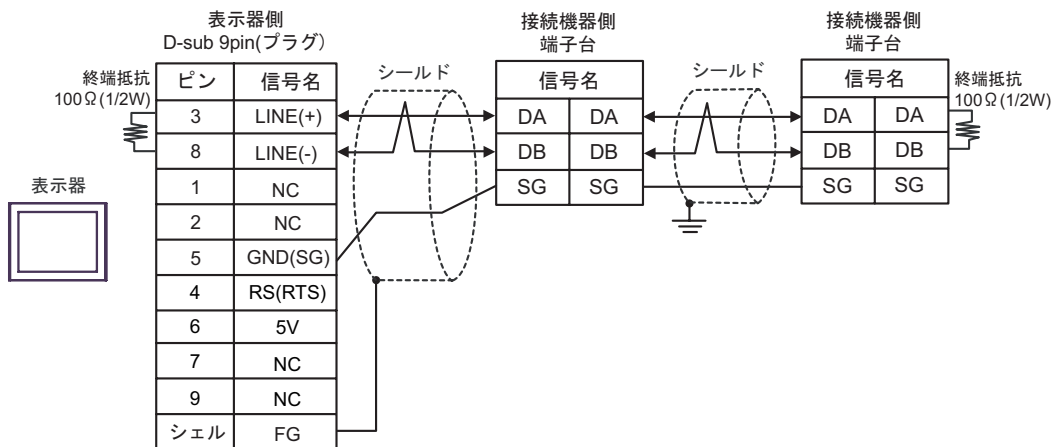 表示器側
D-sub 9pin(プラグ)
接続機器側
端子台
接続機器側
端子台
終端抵抗
100Ω(1/2W)
ピン 信号名
3 LINE(+)
8 LINE(-)
1 NC
2 NC
5 GND(SG)
4 RS(RTS)
6 5V
7 NC
9 NC
シェル FG
表示器
シールド
信号名
DA DA
DB DB
SG SG
シールド
信号名
DA DA
DB DB
SG SG
終端抵抗
100Ω(1/2W)